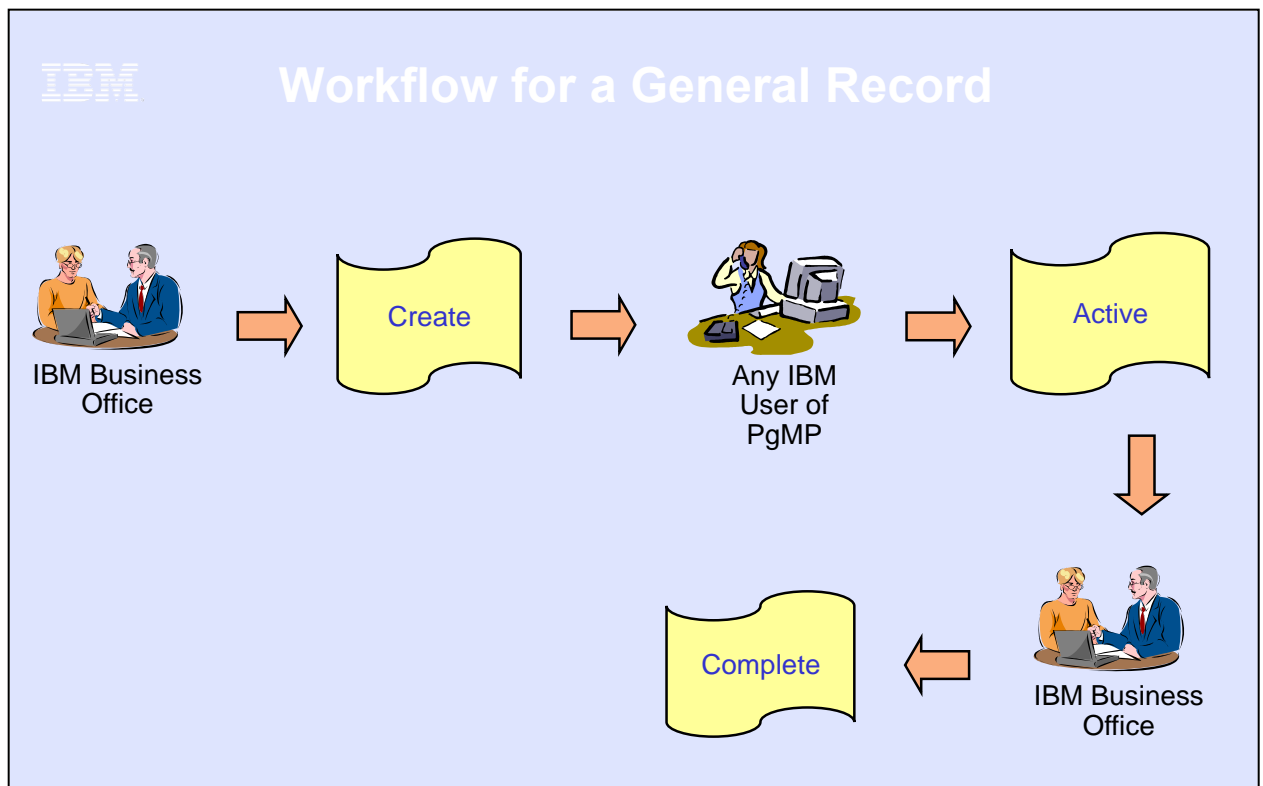 IBM
Workflow for a General Record
IBM Business
Office
Create
Any IBM
User of
PgMP
Active
Complete
IBM Business
Office